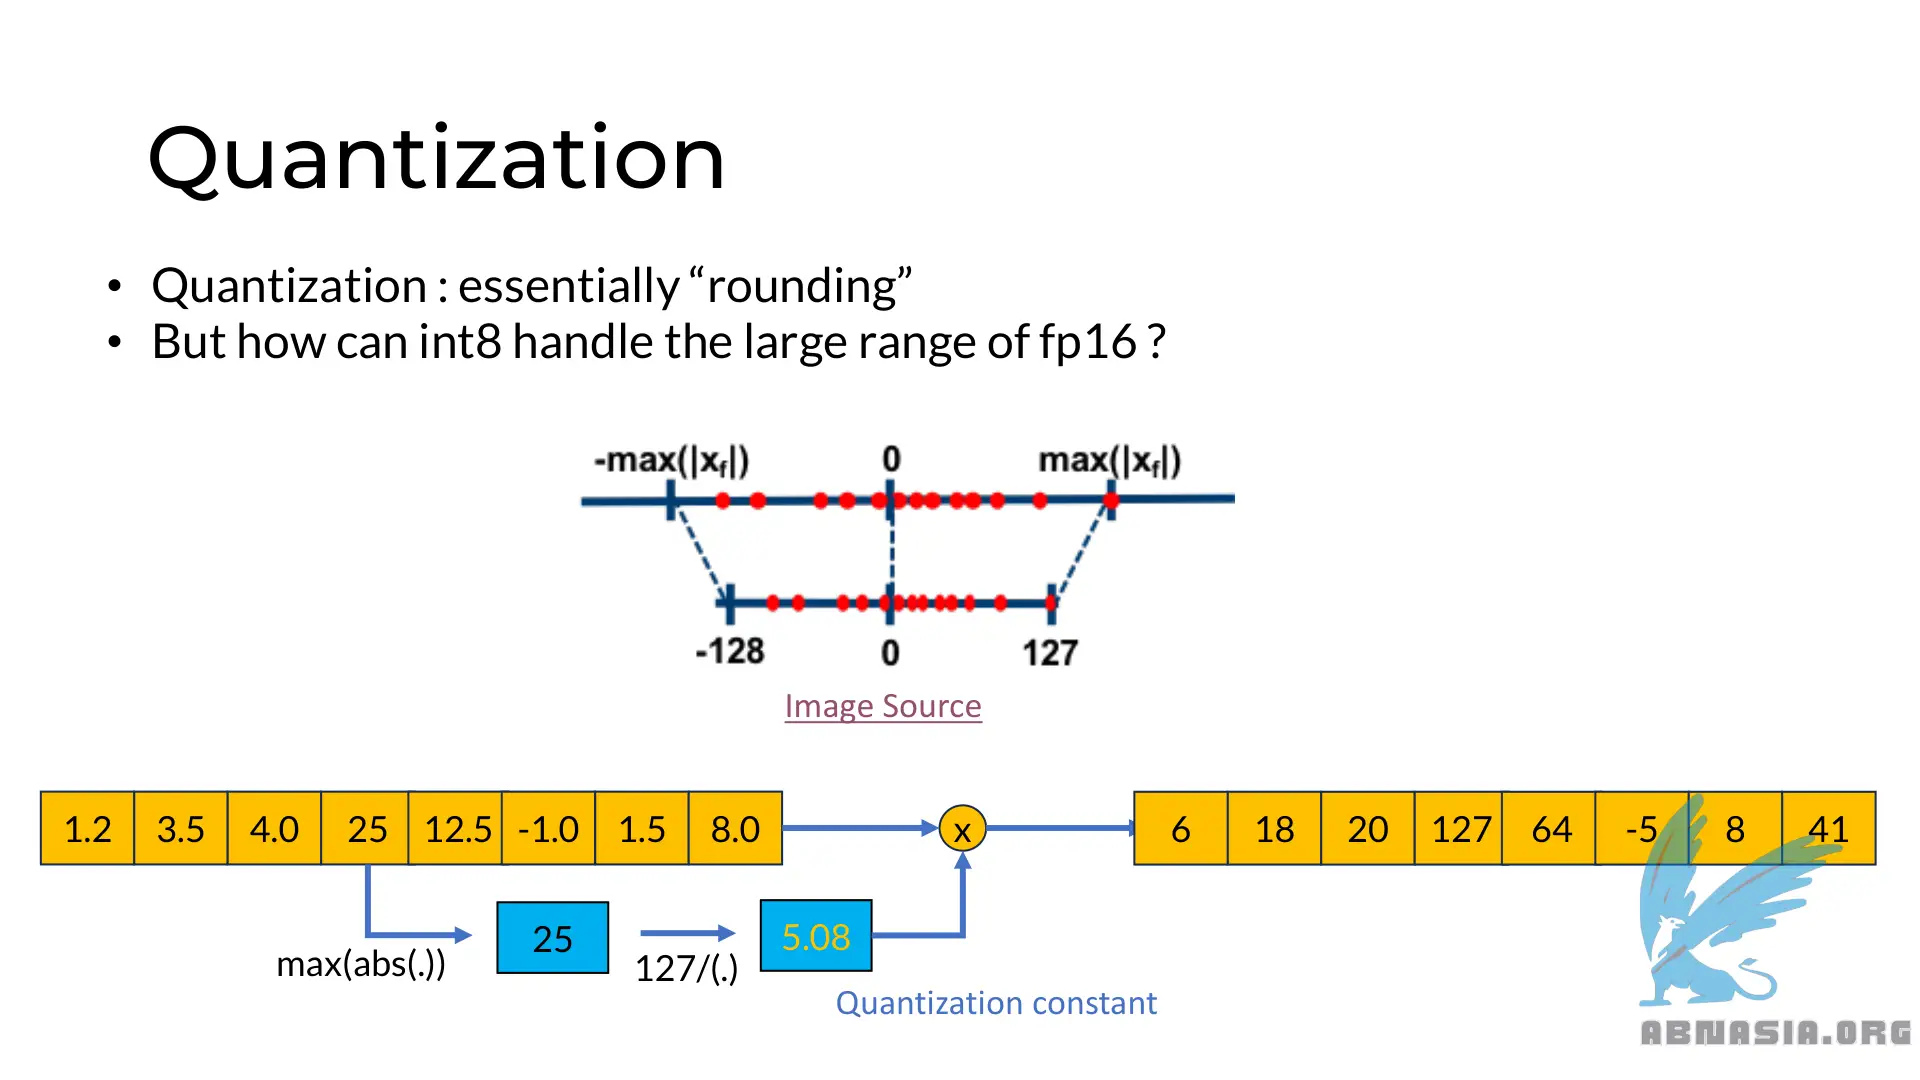 Quantization
• Quantization : essentially “rounding”
• But how can int8 handle the large range of fp16 ?
-max(|xf|) 0 max(|xf|)
-128 0 127
Image Source
1.2 3.5 4.0 25 12.5 -1.0 1.5 8.0 x 6 18 20 127 64 -5 8 41
25 5.08
max(abs(.)) 127/(.)
Quantization constant
ABNASIA.ORG